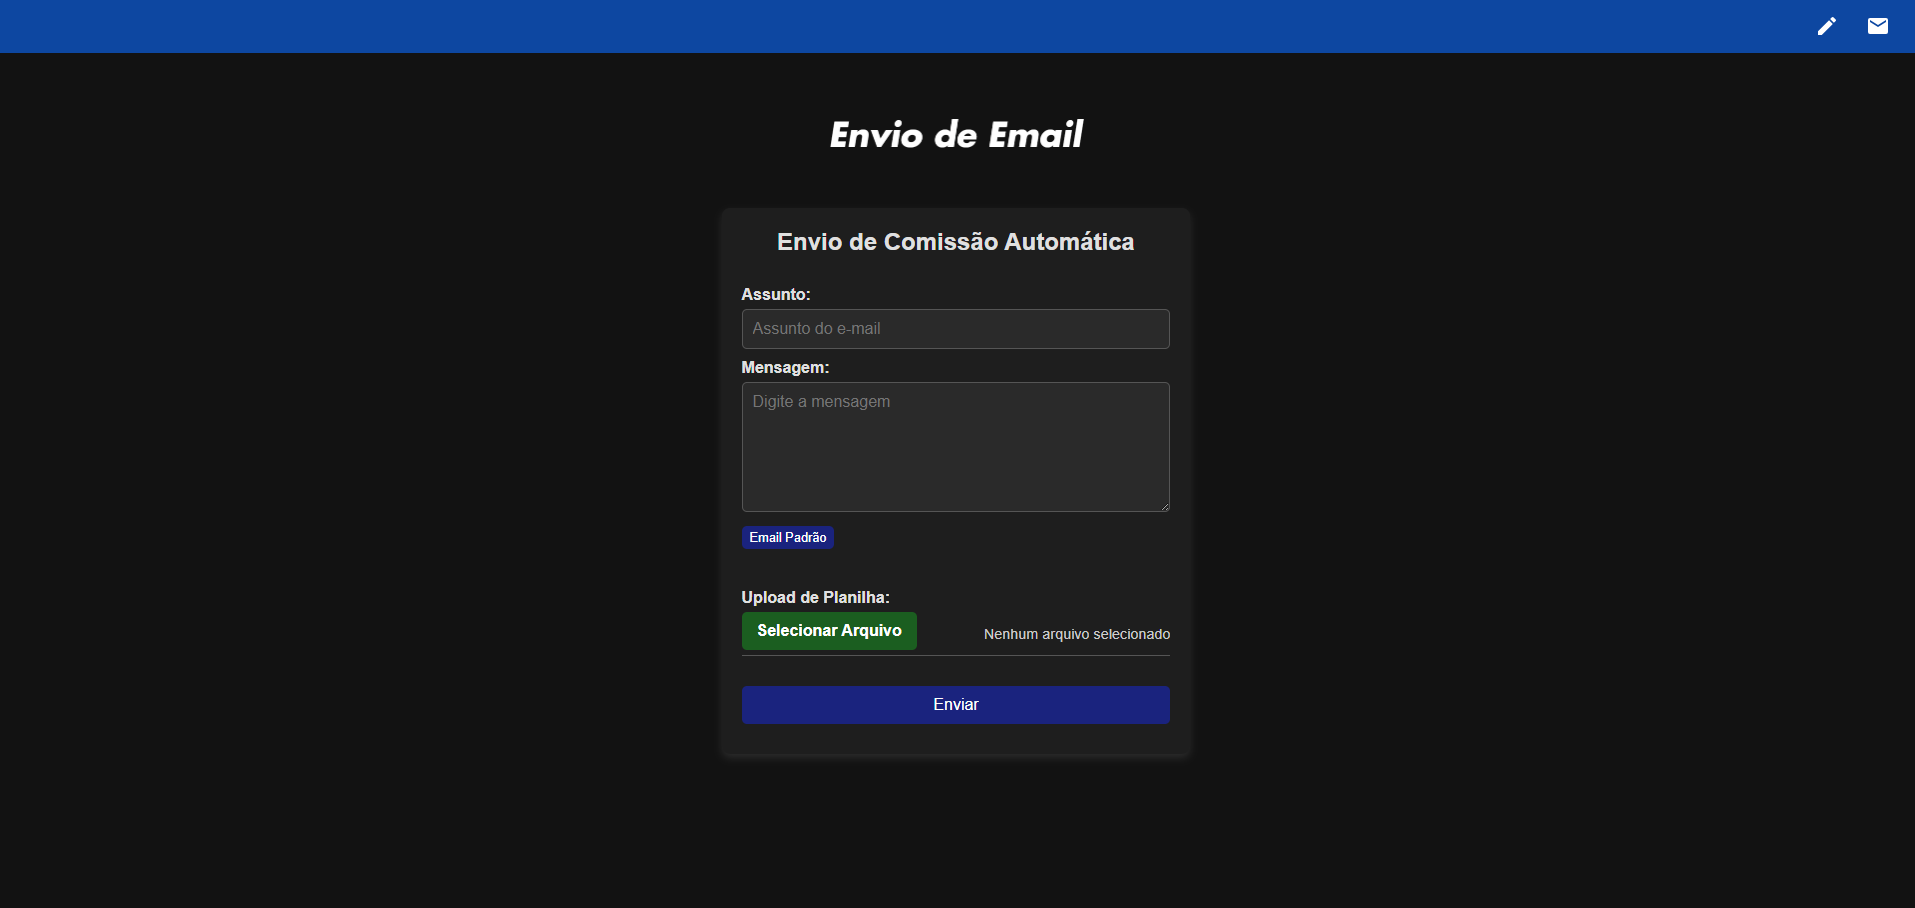 Envio de Email
Envio de Comissão Automática
Assunto:
Assunto do e-mail
Mensagem:
Digite a mensagem
Email Padrão
Upload de Planilha:
Selecionar Arquivo
Nenhum arquivo selecionado
Enviar